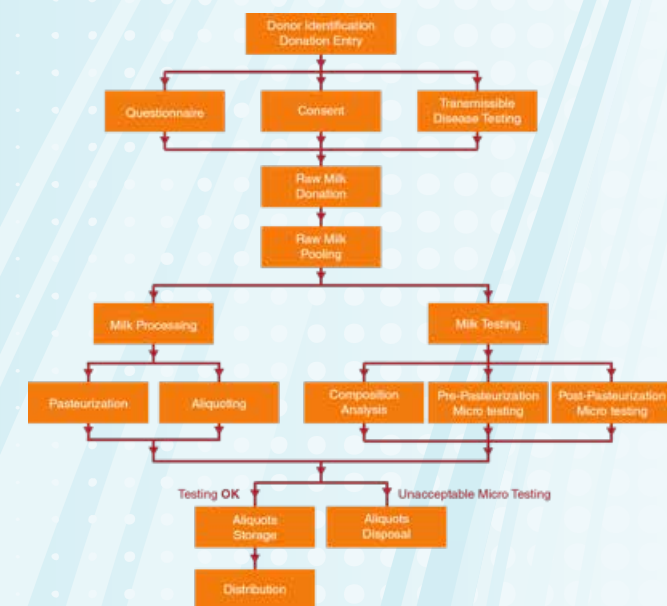 Donor Identification
Donation Entry
Questionnaire
Consent
Transmissible
Disease Testing
Raw Milk
Donation
Raw Milk
Pooling
Milk Processing
Milk Testing
Pasteurization
Aliquoting
Composition
Analysis
Pre-Pasteurization
Micro testing
Post-Pasteurization
Micro testing
Testing OK
Unacceptable Micro Testing
Aliquots
Storage
Aliquots
Disposal
Distribution